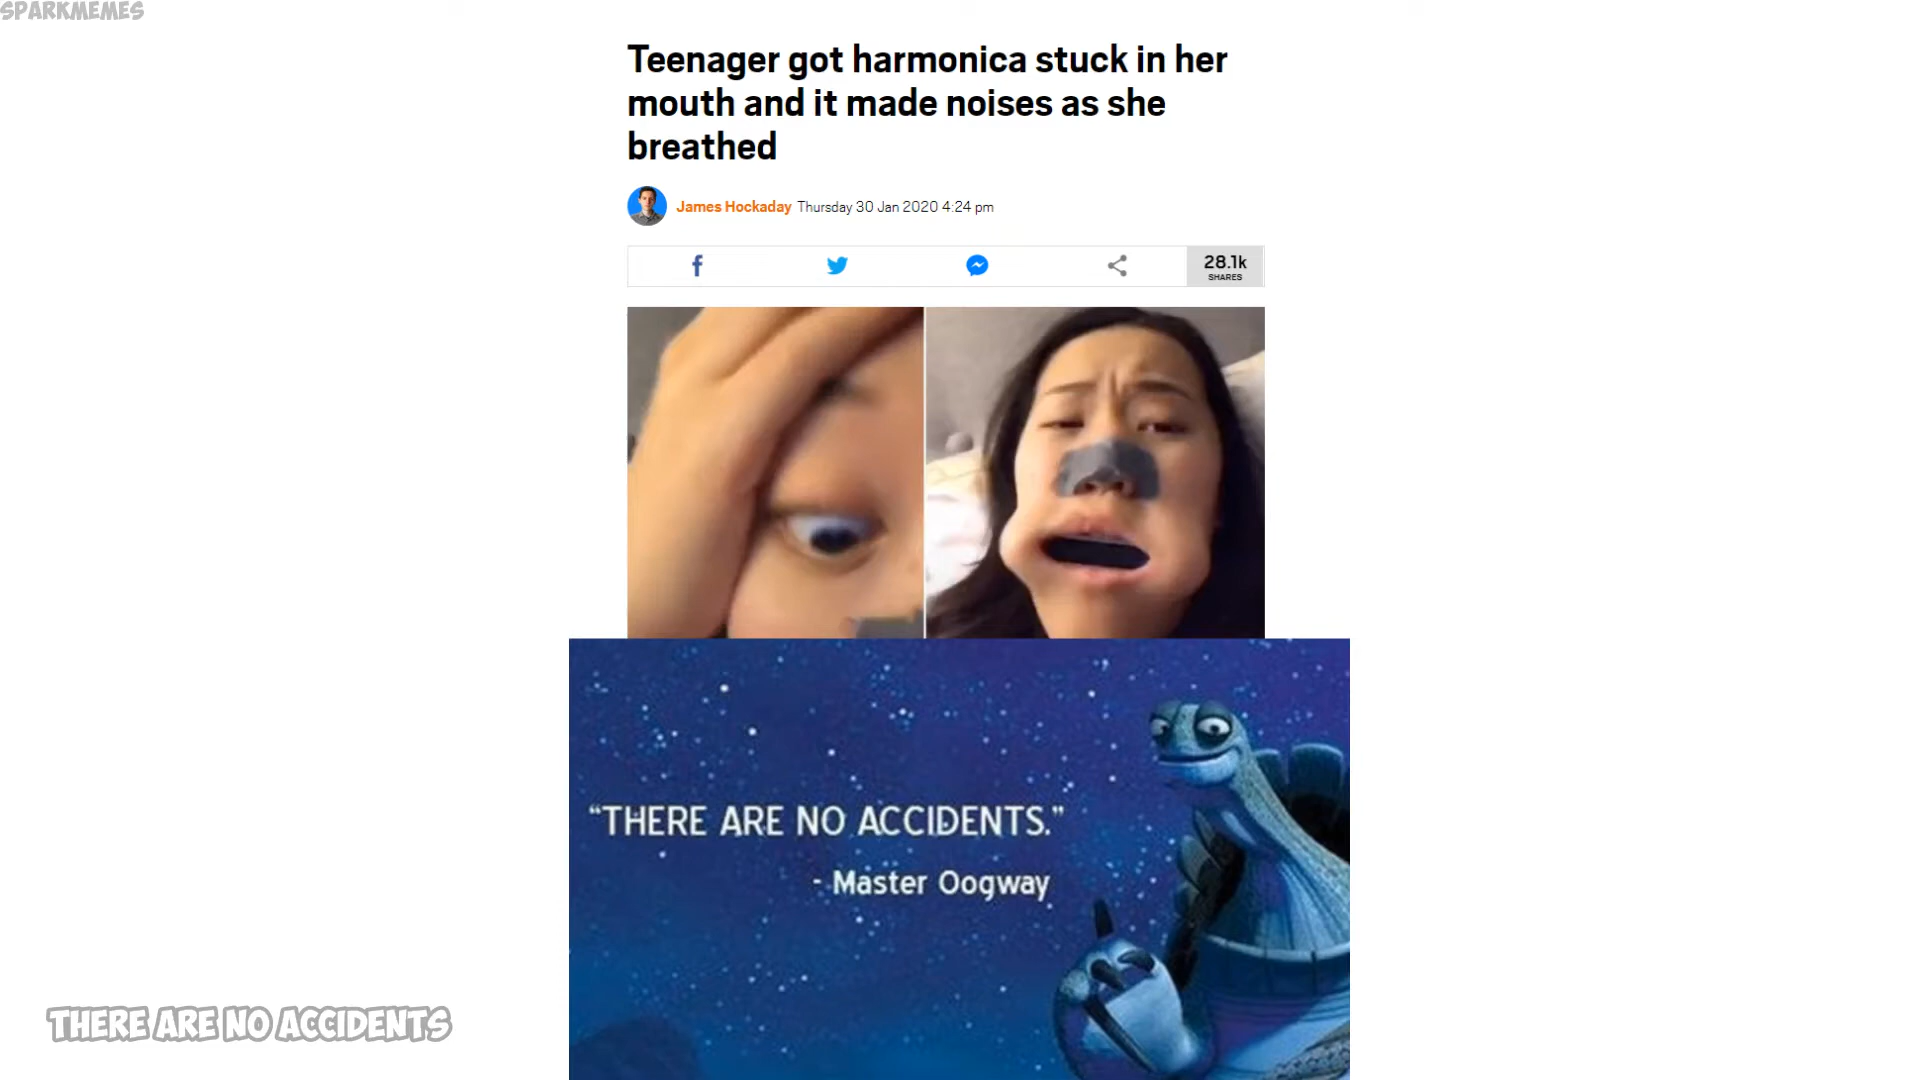 SPARKMEMES
Teenager got harmonica stuck in her
mouth and it made noises as she
breathed
James Hockaday Thursday 30 Jan 2020 4:24 pm
28.1k
SHARES
“THERE ARE NO ACCIDENTS.”
- Master Oogway
THERE ARE NO ACCIDENTS